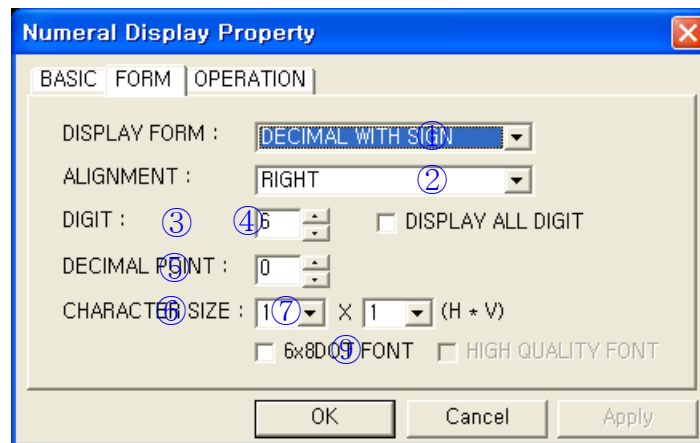 Numeral Display Property
BASIC FORM OPERATION
DISPLAY FORM : DECIMAL WITH SIGN ①
ALIGNMENT : RIGHT ②
DIGIT : ③ ④ 6 DISPLAY ALL DIGIT
DECIMAL POINT : ⑤ 0
CHARACTER SIZE : ⑥ 1 ⑦ X 1 (H * V)
6x8DOT FONT ⑨ HIGH QUALITY FONT
OK Cancel Apply